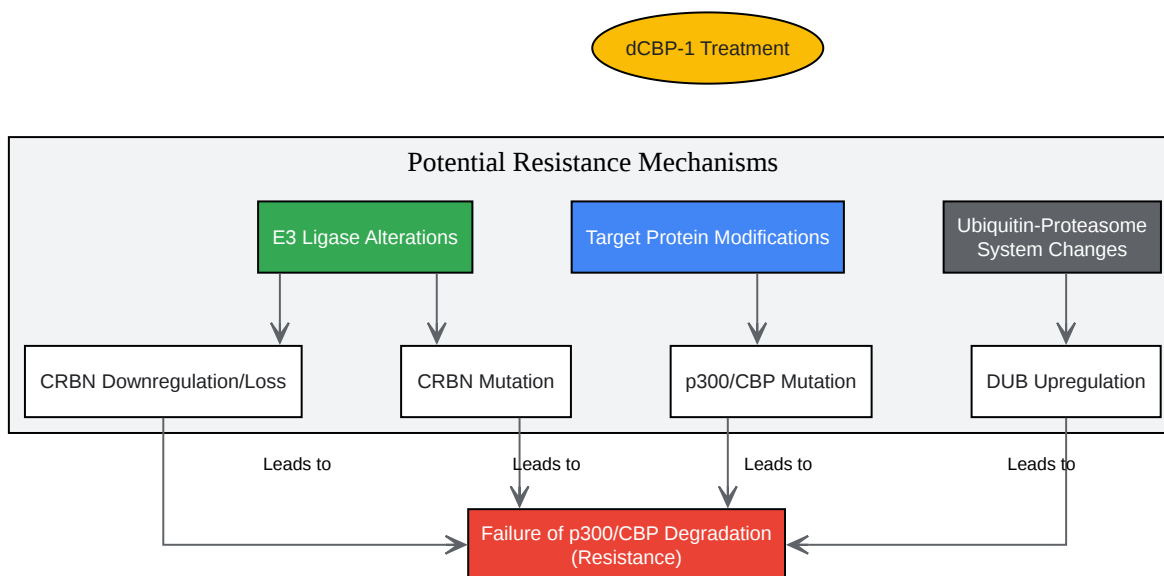 dCBP-1 Treatment
Potential Resistance Mechanisms
E3 Ligase Alterations
Target Protein Modifications
Ubiquitin-Proteasome
System Changes
CRBN Downregulation/Loss
CRBN Mutation
p300/CBP Mutation
DUB Upregulation
Leads to
Leads to
Leads to
Leads to
Failure of p300/CBP Degradation
(Resistance)